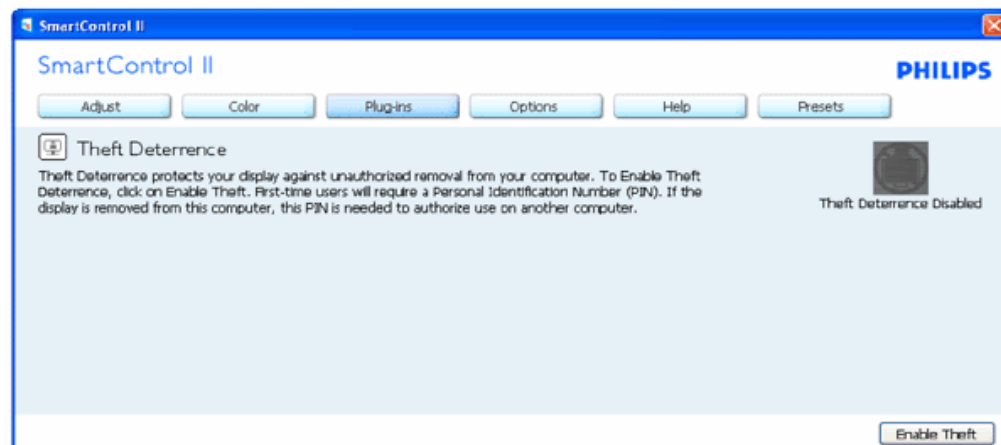 SmartControl II
SmartControl II
PHILIPS
Adjust Color Plug-ins Options Help Presets
Theft Deterrence
Theft Deterrence protects your display against unauthorized removal from your computer. To Enable Theft
Deterrence, click on Enable Theft. First-time users will require a Personal Identification Number (PIN). If the
display is removed from this computer, this PIN is needed to authorize use on another computer.
Theft Deterrence Disabled
Enable Theft